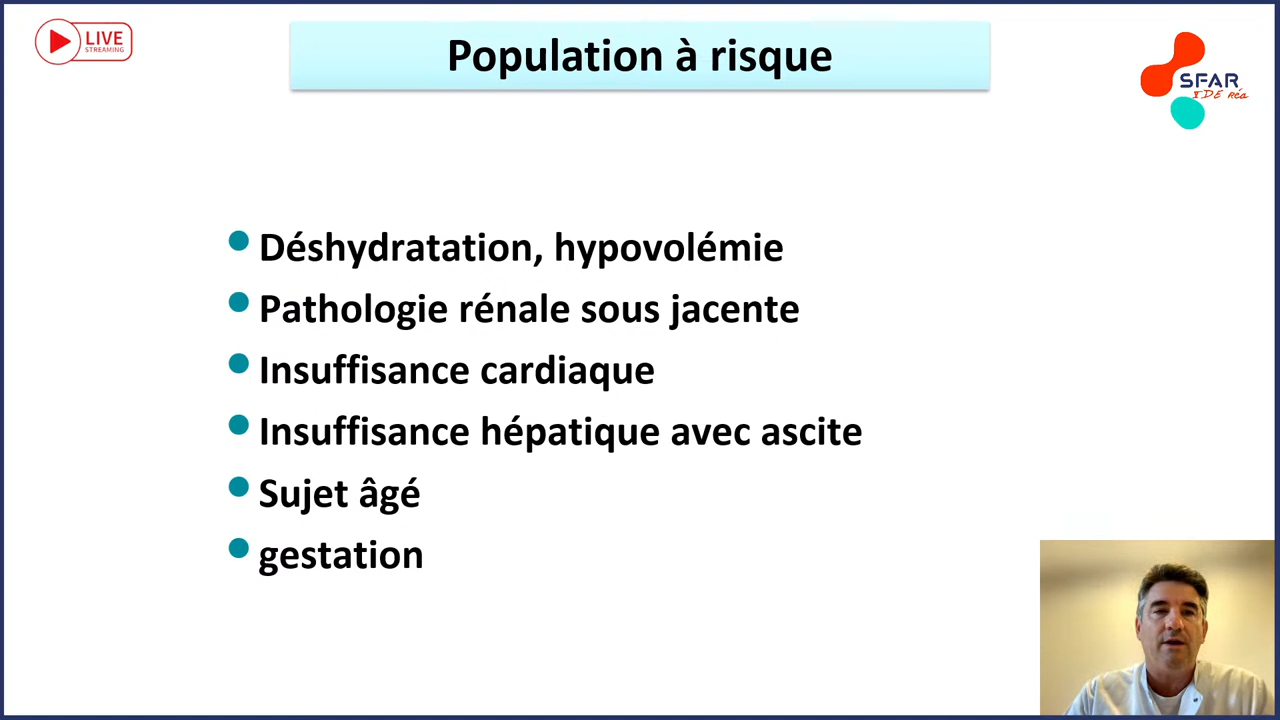 LIVE
STREAMING
Population à risque
SFAR
IDE Réa
Déshydratation, hypovolémie
Pathologie rénale sous jacente
Insuffisance cardiaque
Insuffisance hépatique avec ascite
Sujet âgé
gestation